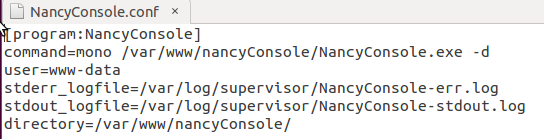 NancyConsole.conf ×
[program:NancyConsole]
command=mono /var/www/nancyConsole/NancyConsole.exe -d
user=www-data
stderr_logfile=/var/log/supervisor/NancyConsole-err.log
stdout_logfile=/var/log/supervisor/NancyConsole-stdout.log
directory=/var/www/nancyConsole/